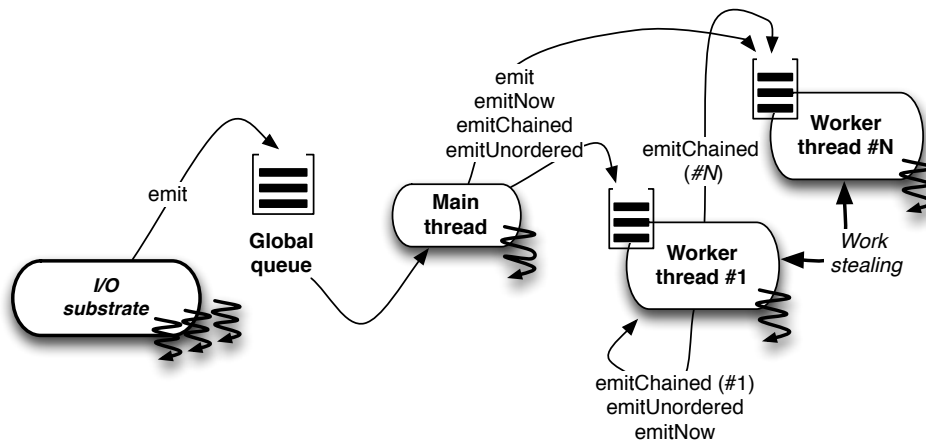 emit
Global
queue
I/O
substrate
emit
emitNow
emitChained
emitUnordered
Main
thread
emitChained
(#N)
Worker
thread #N
Worker
thread #1
Work
stealing
emitChained (#1)
emitUnordered
emitNow